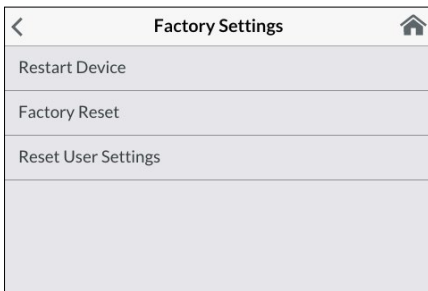 Factory Settings
Restart Device
Factory Reset
Reset User Settings